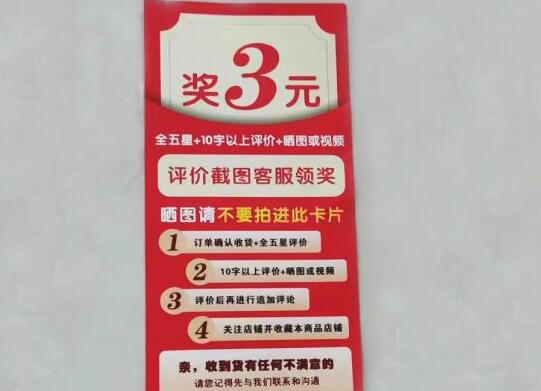 奖3元
全五星+10字以上评价+晒图或视频
评价截图客服领奖
晒图请 不要拍进此卡片
1 订单确认收货+全五星评价
2 10字以上评价+晒图或视频
3 评价后再进行追加评论
4 关注店铺并收藏本商品店铺
亲，收到货有任何不满意的
请您记得先与我们联系和沟通